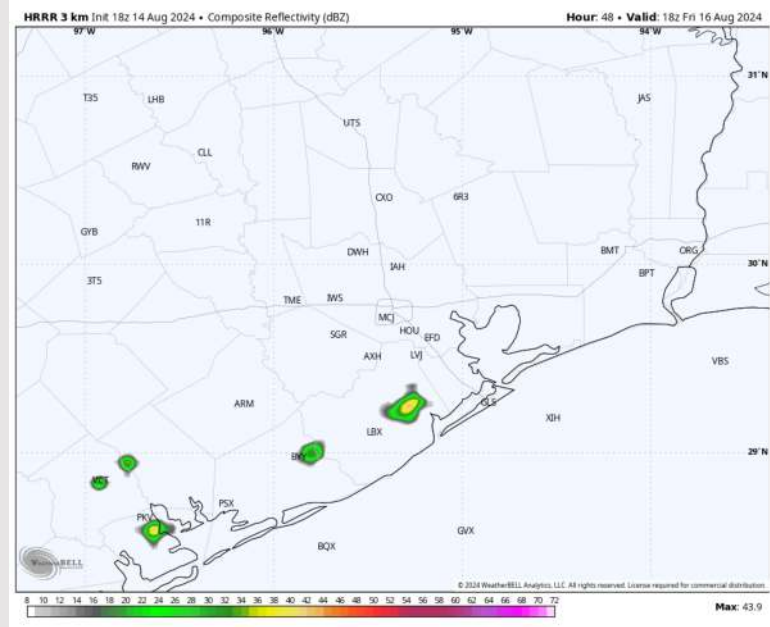 HRRR 3 km Init 18z 14 Aug 2024 • Composite Reflectivity (dBZ)
Hour: 48 • Valid: 18z Fri 16 Aug 2024
97°W 96°W 95°W 94°W
31°N
T35 LHB JAS
UTS
CLL
RWV
CXO 6R3
11R
GYB
DWH BMT ORG
30°N
IAH
BPT
3T5
TME IWS
MCJ
SGR HOU EFD
AXH LVJ VBS
ARM GLS
XIH
LBX
29°N
BYY
VCT
PSX
PKV
GVX
BQX
WeatherBELL
© 2024 WeatherBELL Analytics, LLC. All rights reserved. License required for commercial distribution.
8 10 12 14 16 18 20 22 24 26 28 30 32 34 36 38 40 42 44 46 48 50 52 54 56 58 60 62 64 66 68 70 72
Max: 43.9